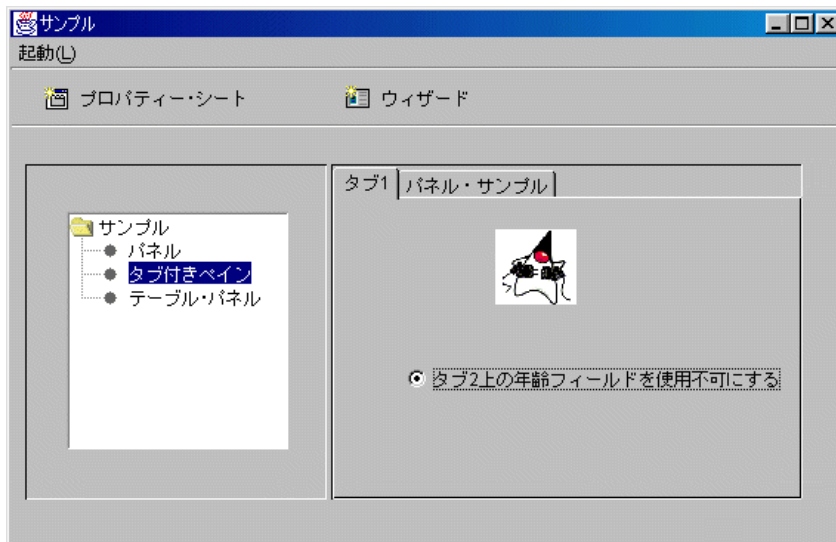 サンプル
起動(L)
プロパティー・シート
ウィザード
サンプル
パネル
タブ付きペイン
テーブル・パネル
タブ1
パネル・サンプル
タブ2上の年齢フィールドを使用不可にする